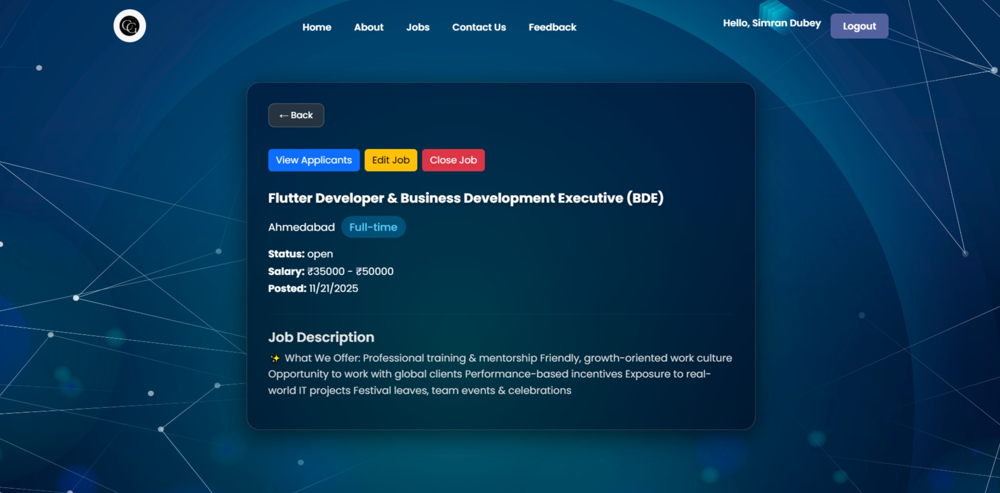 Home About Jobs Contact Us Feedback
Hello, Simran Dubey
Logout
← Back
View Applicants Edit Job Close Job
Flutter Developer & Business Development Executive (BDE)
Ahmedabad Full-time
Status: open
Salary: ₹35000 - ₹50000
Posted: 11/21/2025
Job Description
✨ What We Offer: Professional training & mentorship Friendly, growth-oriented work culture
Opportunity to work with global clients Performance-based incentives Exposure to real-
world IT projects Festival leaves, team events & celebrations